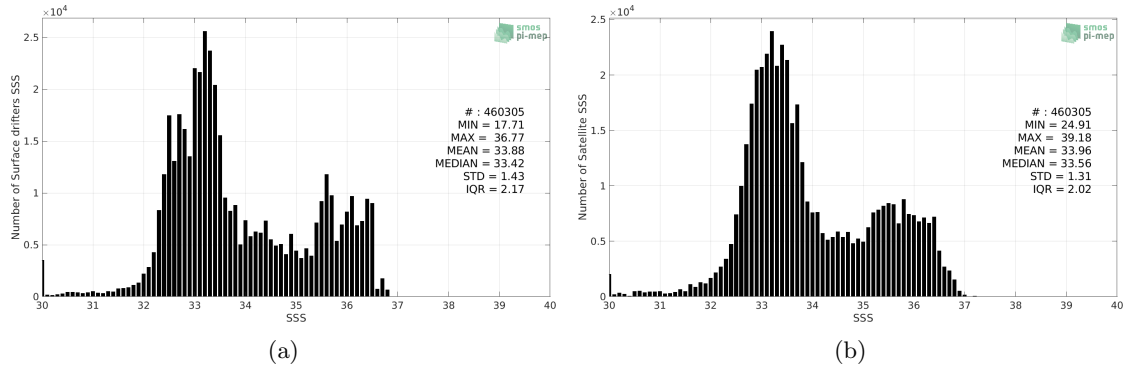 ×10⁴
smos
pi-mep
Number of Surface drifters SSS
2.5
2
1.5
1
0.5
0
# : 460305
MIN = 17.71
MAX = 36.77
MEAN = 33.88
MEDIAN = 33.42
STD = 1.43
IQR = 2.17
30 31 32 33 34 35 36 37 38 39 40
SSS
(a)
×10⁴
smos
pi-mep
Number of Satellite SSS
2.5
2
1.5
1
0.5
0
# : 460305
MIN = 24.91
MAX = 39.18
MEAN = 33.96
MEDIAN = 33.56
STD = 1.31
IQR = 2.02
30 31 32 33 34 35 36 37 38 39 40
SSS
(b)